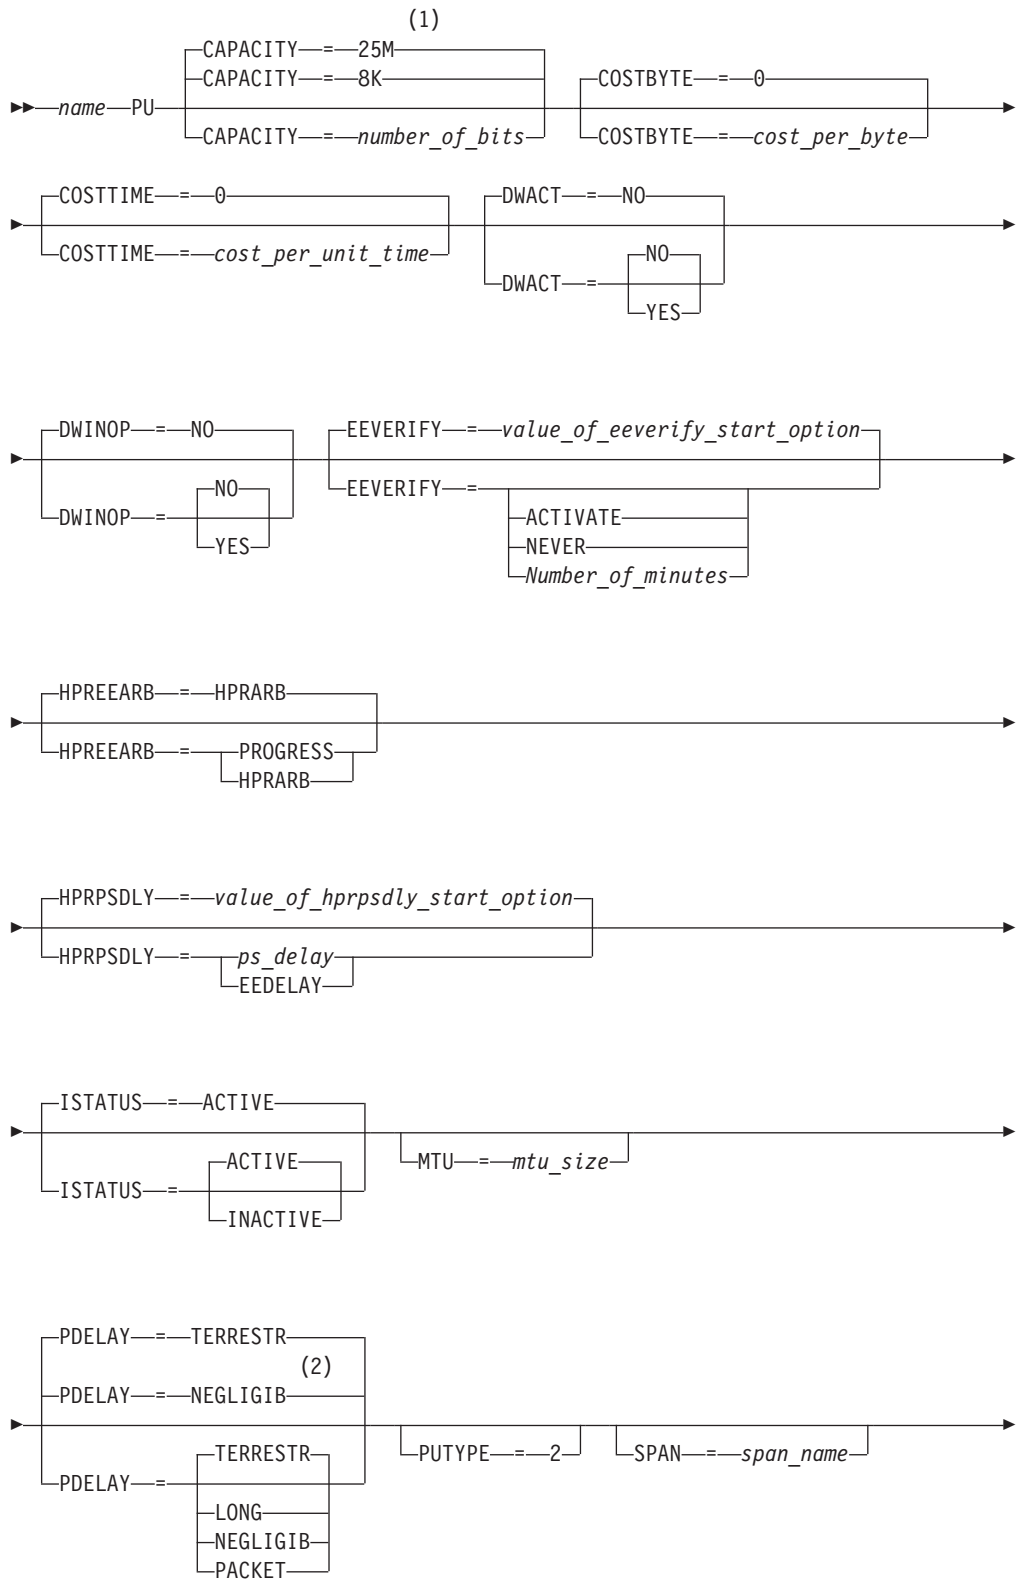 (1)
CAPACITY = 25M
CAPACITY = 8K COSTBYTE = 0
name PU
CAPACITY = number_of_bits COSTBYTE = cost_per_byte
COSTTIME = 0 DWACT = NO
COSTTIME = cost_per_unit_time NO
DWACT =
YES
DWINOP = NO EEVERIFY = value_of_eeverify_start_option
NO EEVERIFY =
DWINOP = ACTIVATE
YES NEVER
Number_of_minutes
HPREEARB = HPRARB
HPREEARB = PROGRESS
HPRARB
HPRPSDLY = value_of_hprpsdly_start_option
HPRPSDLY = ps_delay
EEDELAY
ISTATUS = ACTIVE
ACTIVE MTU = mtu_size
ISTATUS =
INACTIVE
PDELAY = TERRESTR
(2)
PDELAY = NEGLIGIB
TERRESTR PUTYPE = 2 SPAN = span_name
PDELAY =
LONG
NEGLIGIB
PACKET